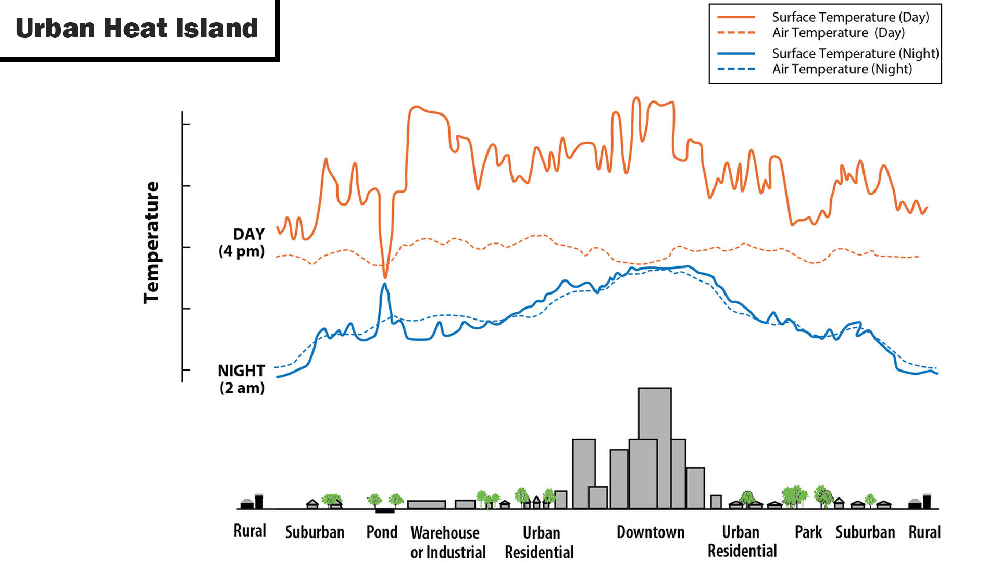 Urban Heat Island
Surface Temperature (Day)
Air Temperature (Day)
Surface Temperature (Night)
Air Temperature (Night)
Temperature
DAY
(4 pm)
NIGHT
(2 am)
Rural
Suburban
Pond
Warehouse
or Industrial
Urban
Residential
Downtown
Urban
Residential
Park
Suburban
Rural